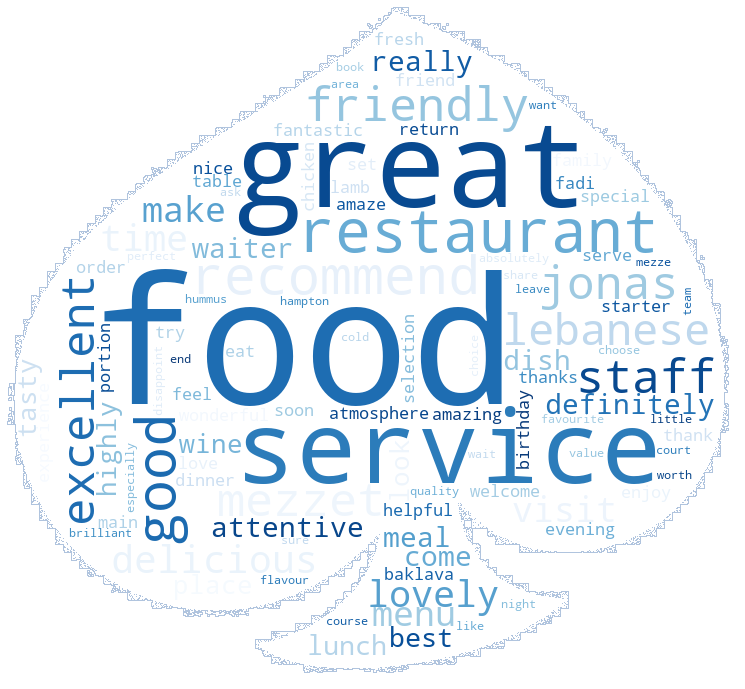 fresh
book
really
area
friend
friendly
want
fantastic
return
great
family
nice
chicken
set
table
lamb
fadi
ask
amaze
special
make
restaurant
time
waiter
perfect
absolutely
serve
mezze
order
recommend
share
jonas
leave
team
hummus
hampton
starter
food
lebanese
excellent
portion
try
cold
end
eat
selection
choice
choose
dish
staff
disappoint
tasty
feel
thanks
highly
good
wonderful
soon
atmosphere
amazing
birthday
definitely
favourite
little
experience
wine
service
thank
love
look
wait
value
court
especially
dinner
quality
welcome
enjoy
worth
mezzet
visit
main
helpful
brilliant
attentive
evening
sure
meal
delicious
come
place
flavour
baklava
lovely
night
menu
course
like
best
lunch